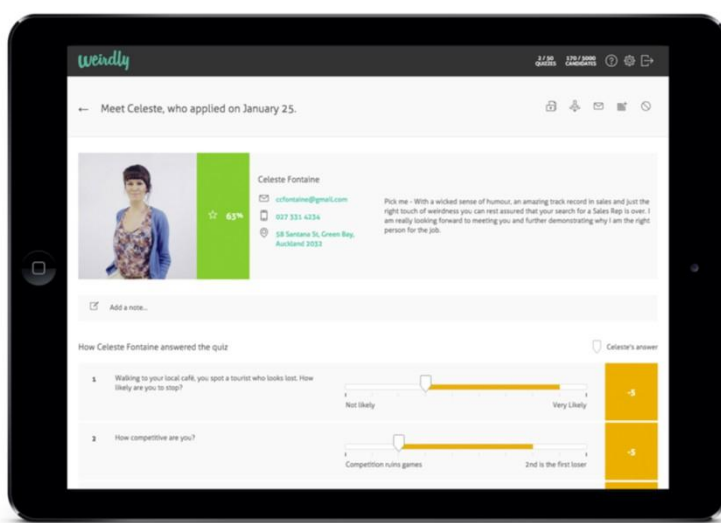 weirdly
2 / 50
QUIZZES
170 / 5000
CANDIDATES
?
← Meet Celeste, who applied on January 25.
63%
Celeste Fontaine
ccfontaine@gmail.com
027 331 4234
58 Santana St, Green Bay,
Auckland 2032
Pick me - With a wicked sense of humour, an amazing track record in sales and just the
right touch of weirdness you can rest assured that your search for a Sales Rep is over. I
am really looking forward to meeting you and further demonstrating why I am the right
person for the job.
Add a note...
How Celeste Fontaine answered the quiz
Celeste's answer
1 Walking to your local café, you spot a tourist who looks lost. How
likely are you to stop?
Not likely
Very Likely
-5
2 How competitive are you?
Competition ruins games
2nd is the first loser
-5